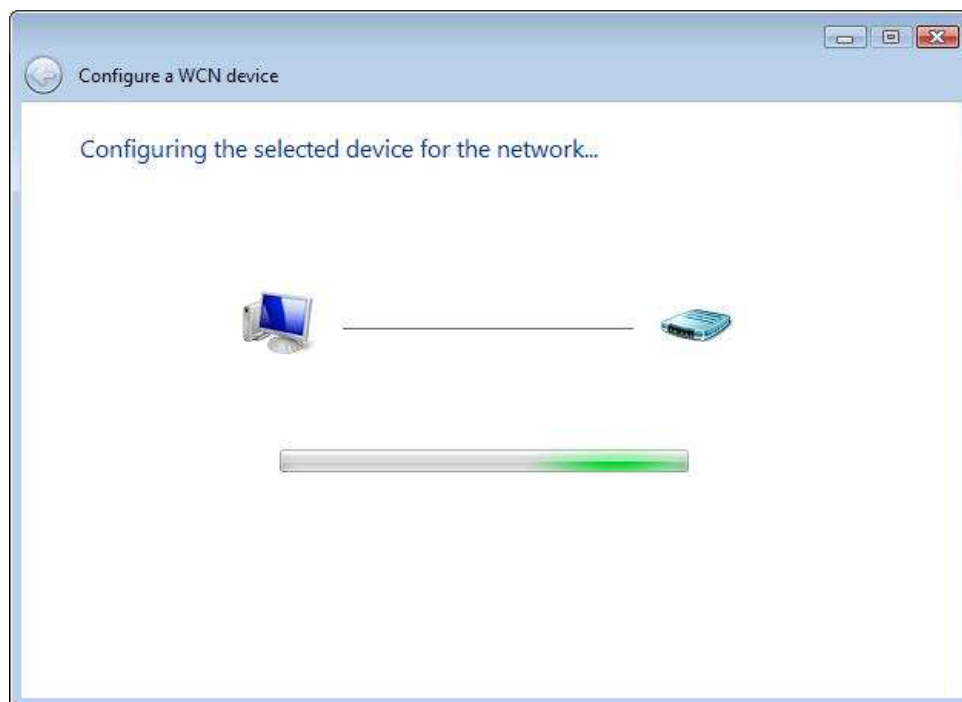 Configure a WCN device
Configuring the selected device for the network...